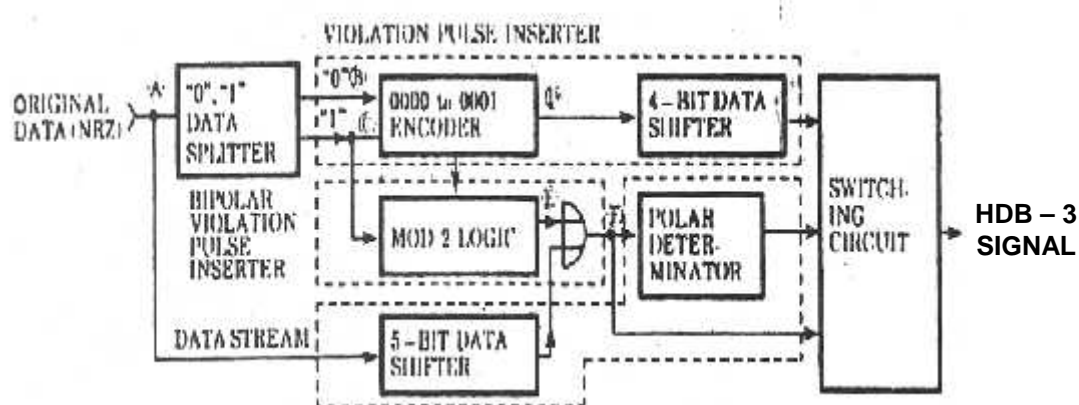 VIOLATION PULSE INSERTER
ORIGINAL
DATA (NRZ)
A
"0", "1"
DATA
SPLITTER
"0"(B)
"1"
(C)
0000 to 0001
ENCODER
4-BIT DATA
SHIFTER
BIPOLAR
VIOLATION
PULSE
INSERTER
MOD 2 LOGIC
E
POLAR
DETER-
MINATOR
SWITCH-
ING
CIRCUIT
HDB – 3
SIGNAL
DATA STREAM
5-BIT DATA
SHIFTER